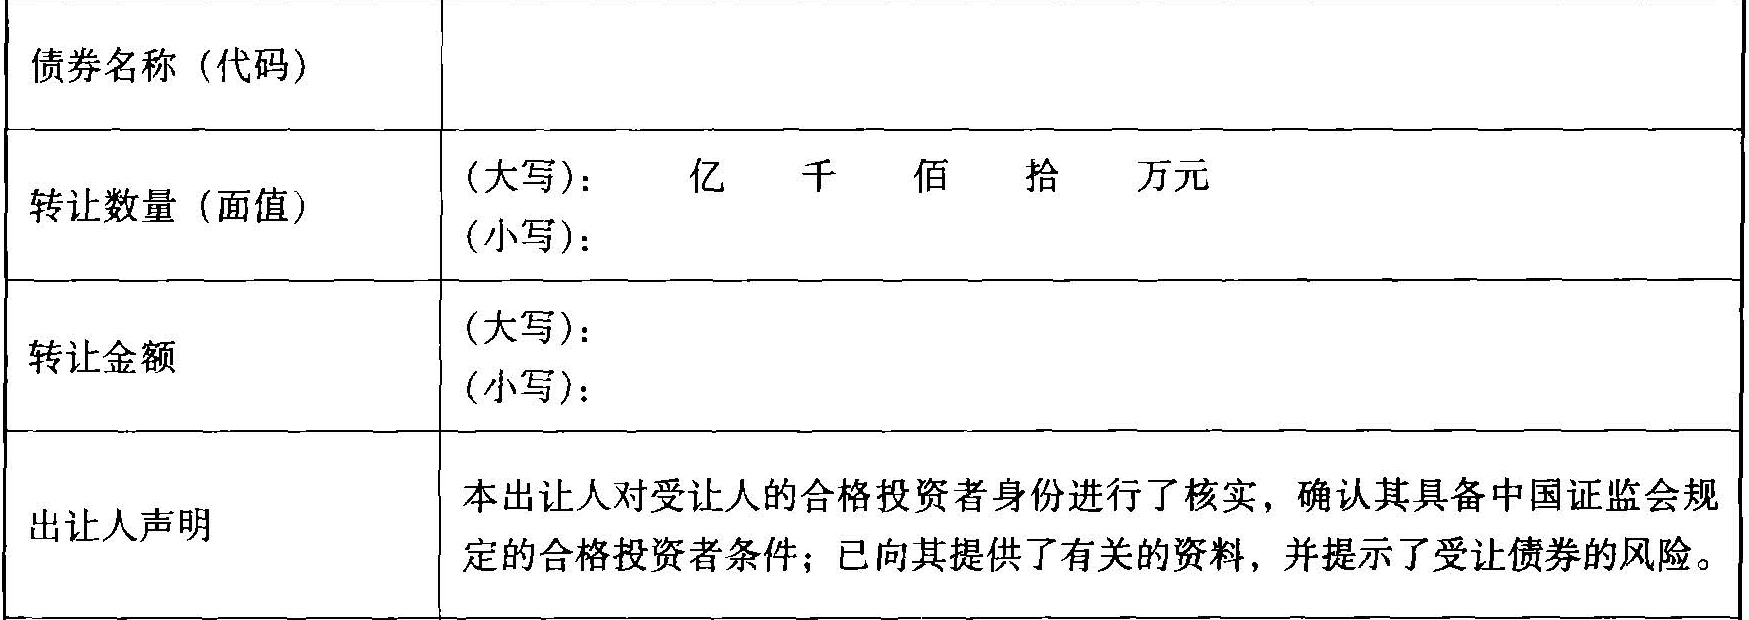 债券名称（代码）
转让数量（面值）
（大写）： 亿 千 佰 拾 万元
（小写）：
转让金额
（大写）：
（小写）：
出让人声明
本出让人对受让人的合格投资者身份进行了核实，确认其具备中国证监会规
定的合格投资者条件；已向其提供了有关的资料，并提示了受让债券的风险。